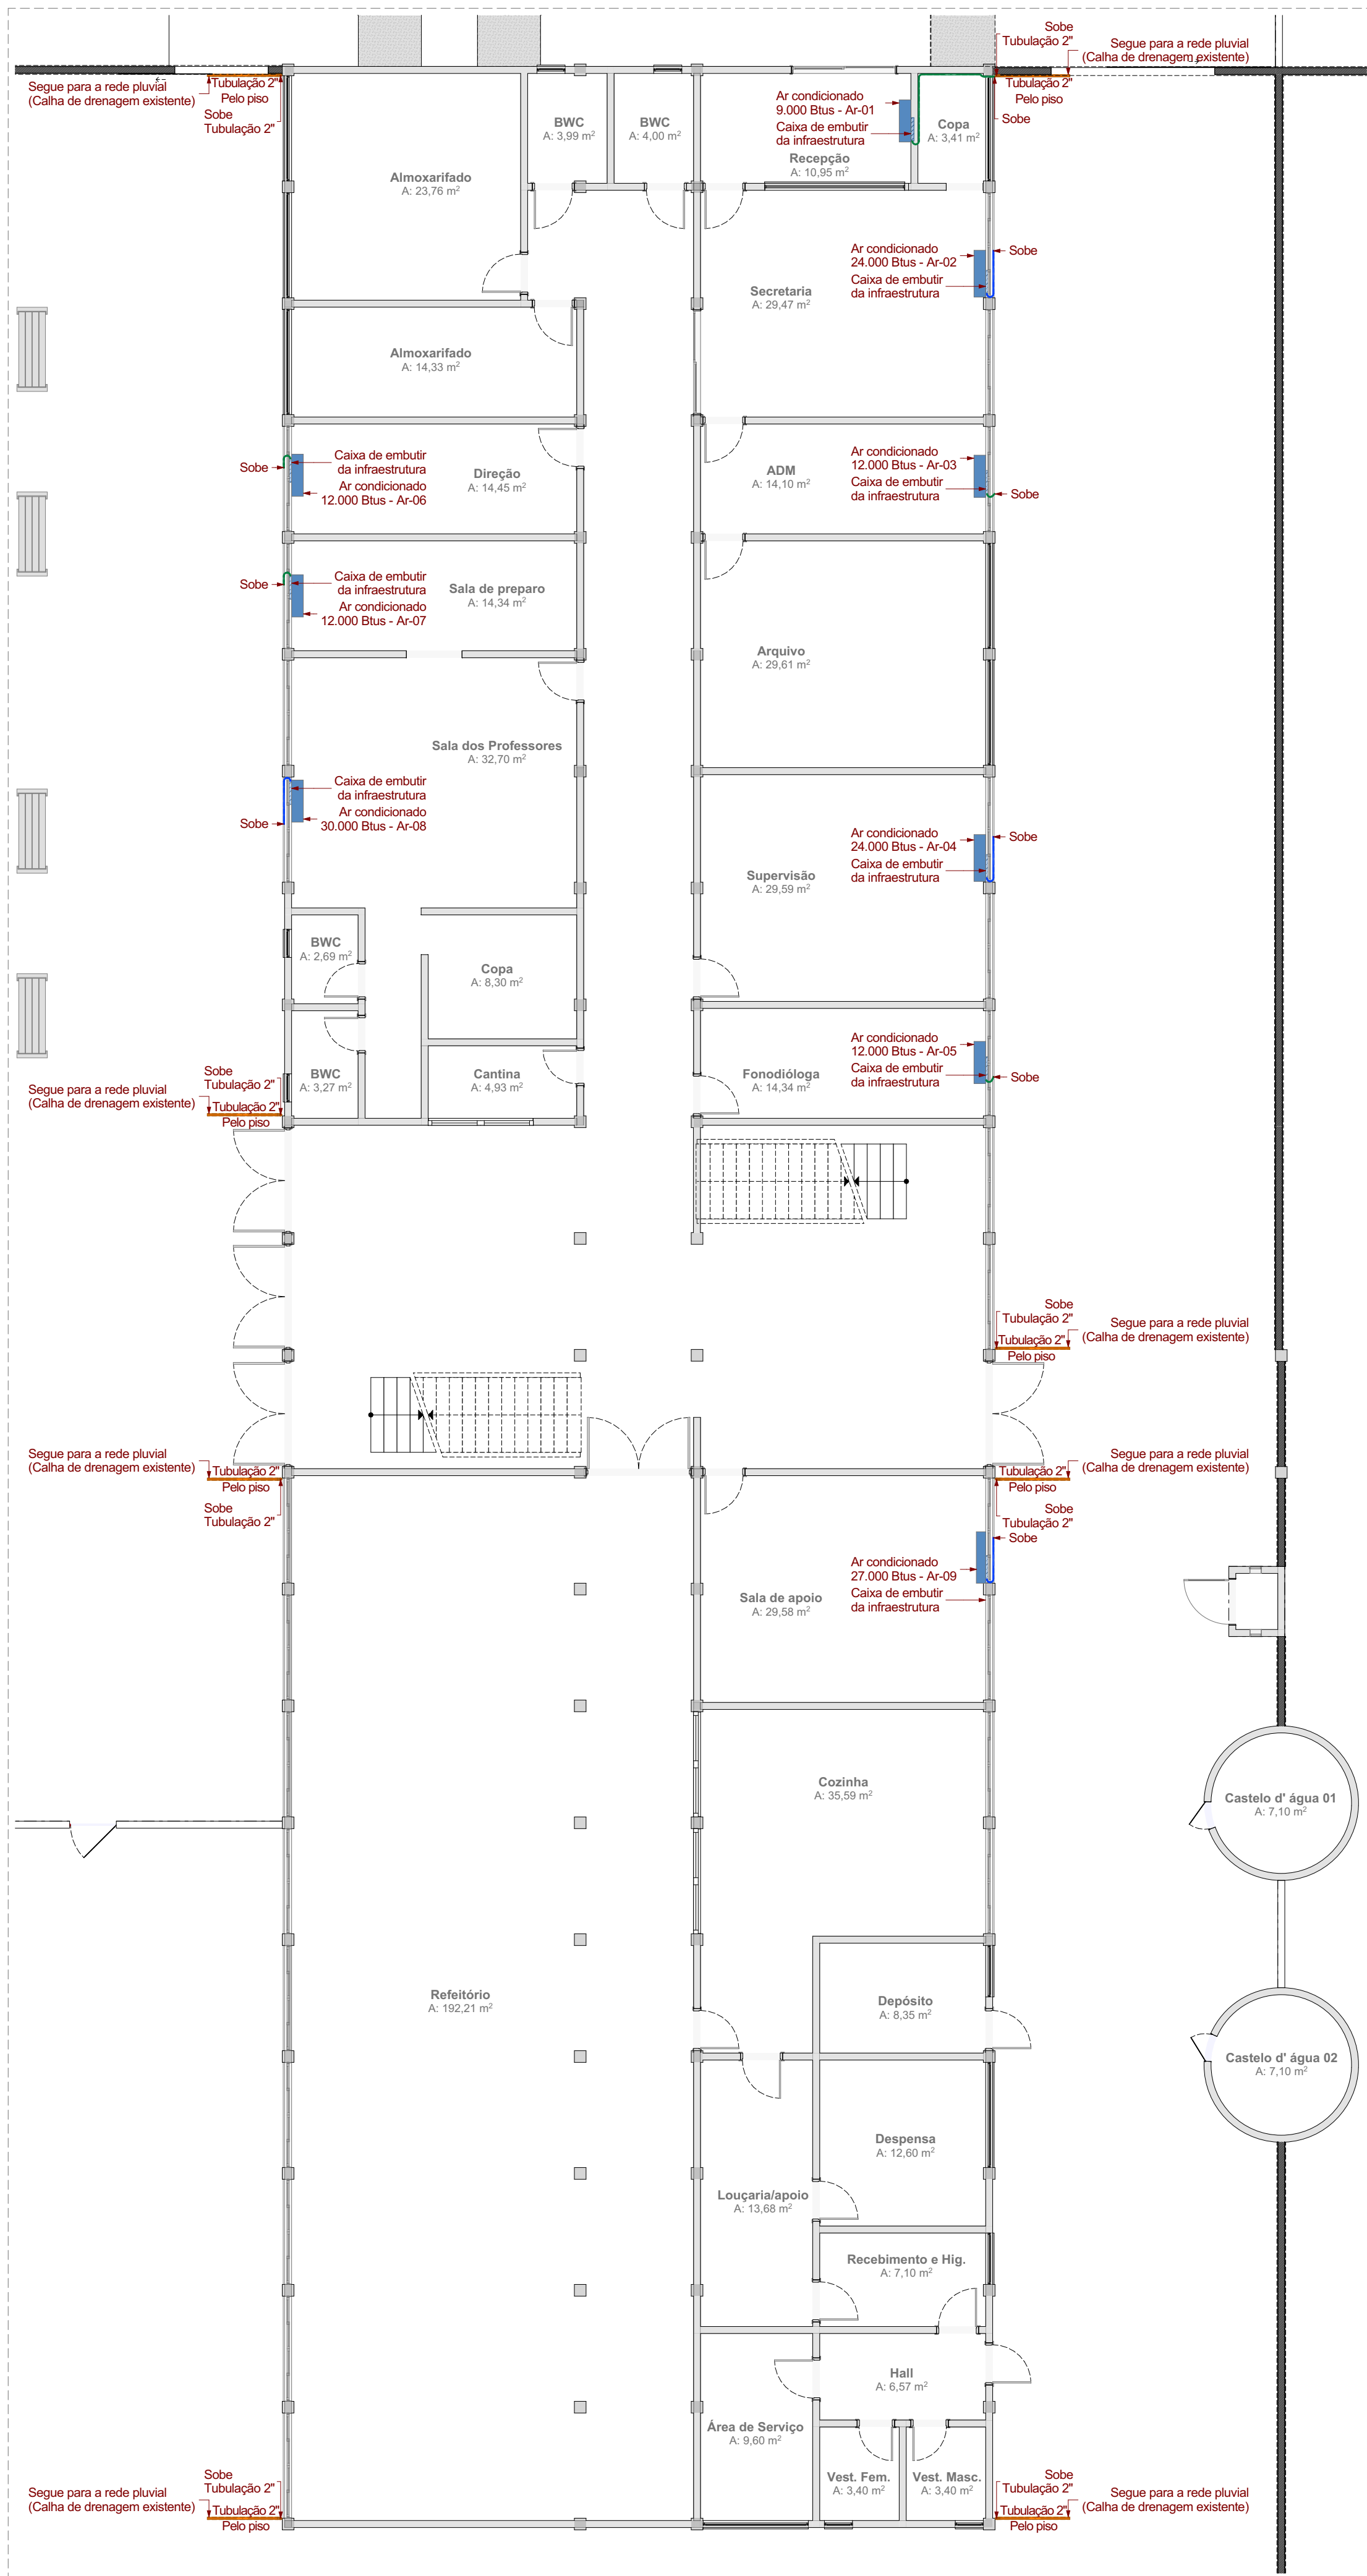 Sobe
Tubulação 2"
Segue para a rede pluvial
(Calha de drenagem existente)
Segue para a rede pluvial
(Calha de drenagem existente)
Tubulação 2"
Pelo piso
Sobe
Tubulação 2"
Tubulação 2"
Pelo piso
Sobe
Ar condicionado
9.000 Btus - Ar-01
Caixa de embutir
da infraestrutura
BWC
A: 3,99 m²
BWC
A: 4,00 m²
Copa
A: 3,41 m²
Recepção
A: 10,95 m²
Almoxarifado
A: 23,76 m²
Ar condicionado
24.000 Btus - Ar-02
Caixa de embutir
da infraestrutura
Sobe
Secretaria
A: 29,47 m²
Almoxarifado
A: 14,33 m²
Sobe
Caixa de embutir
da infraestrutura
Ar condicionado
12.000 Btus - Ar-06
Direção
A: 14,45 m²
ADM
A: 14,10 m²
Ar condicionado
12.000 Btus - Ar-03
Caixa de embutir
da infraestrutura
Sobe
Sobe
Caixa de embutir
da infraestrutura
Ar condicionado
12.000 Btus - Ar-07
Sala de preparo
A: 14,34 m²
Arquivo
A: 29,61 m²
Sala dos Professores
A: 32,70 m²
Caixa de embutir
da infraestrutura
Ar condicionado
30.000 Btus - Ar-08
Sobe
Ar condicionado
24.000 Btus - Ar-04
Caixa de embutir
da infraestrutura
Sobe
Supervisão
A: 29,59 m²
BWC
A: 2,69 m²
Copa
A: 8,30 m²
Ar condicionado
12.000 Btus - Ar-05
Caixa de embutir
da infraestrutura
Sobe
Fonodióloga
A: 14,34 m²
BWC
A: 3,27 m²
Cantina
A: 4,93 m²
Sobe
Tubulação 2"
Segue para a rede pluvial
(Calha de drenagem existente)
Tubulação 2"
Pelo piso
Sobe
Tubulação 2"
Segue para a rede pluvial
(Calha de drenagem existente)
Tubulação 2"
Pelo piso
Segue para a rede pluvial
(Calha de drenagem existente)
Tubulação 2"
Pelo piso
Sobe
Tubulação 2"
Segue para a rede pluvial
(Calha de drenagem existente)
Tubulação 2"
Pelo piso
Sobe
Tubulação 2"
Sobe
Ar condicionado
27.000 Btus - Ar-09
Caixa de embutir
da infraestrutura
Sala de apoio
A: 29,58 m²
Cozinha
A: 35,59 m²
Castelo d' água 01
A: 7,10 m²
Refeitório
A: 192,21 m²
Depósito
A: 8,35 m²
Castelo d' água 02
A: 7,10 m²
Despensa
A: 12,60 m²
Louçaria/apoio
A: 13,68 m²
Recebimento e Hig.
A: 7,10 m²
Hall
A: 6,57 m²
Área de Serviço
A: 9,60 m²
Vest. Fem.
A: 3,40 m²
Vest. Masc.
A: 3,40 m²
Sobe
Tubulação 2"
Segue para a rede pluvial
(Calha de drenagem existente)
Tubulação 2"
Pelo piso
Sobe
Tubulação 2"
Segue para a rede pluvial
(Calha de drenagem existente)
Tubulação 2"
Pelo piso